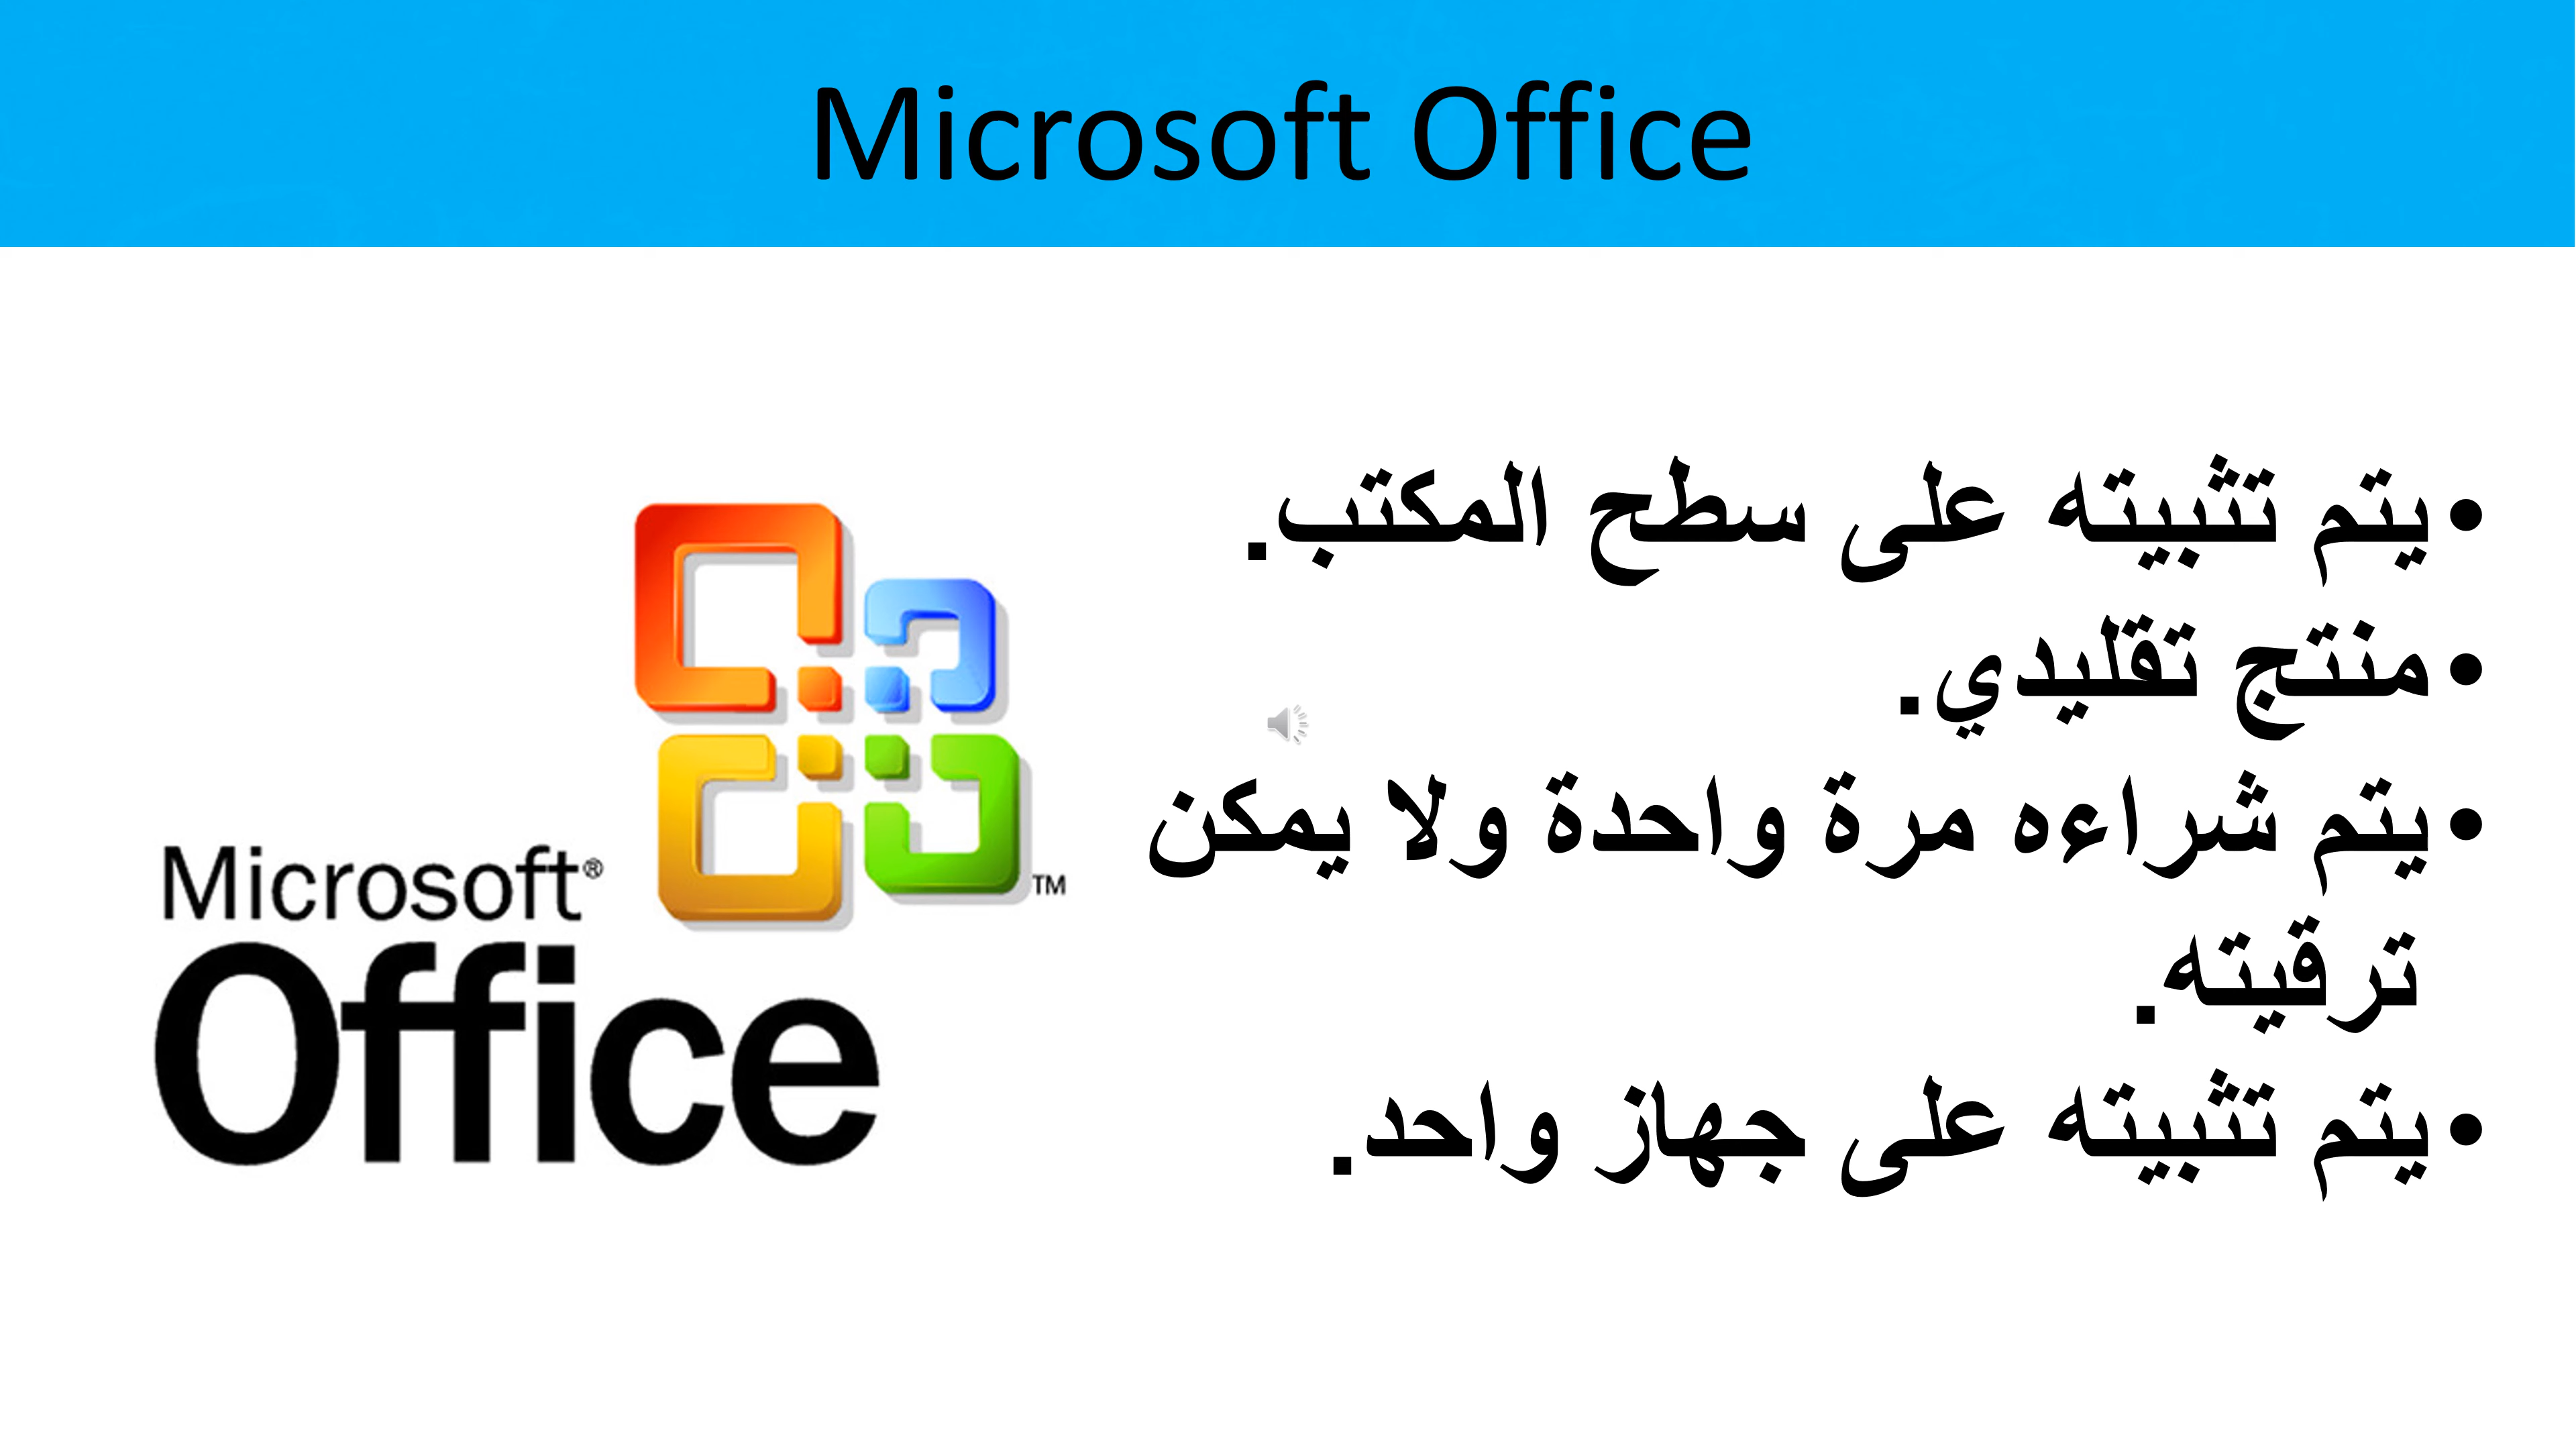 Microsoft Office
• يتم تثبيته على سطح المكتب.
• منتج تقليدي.
• يتم شراءه مرة واحدة ولا يمكن
ترقيته.
• يتم تثبيته على جهاز واحد.
Microsoft®
Office
TM